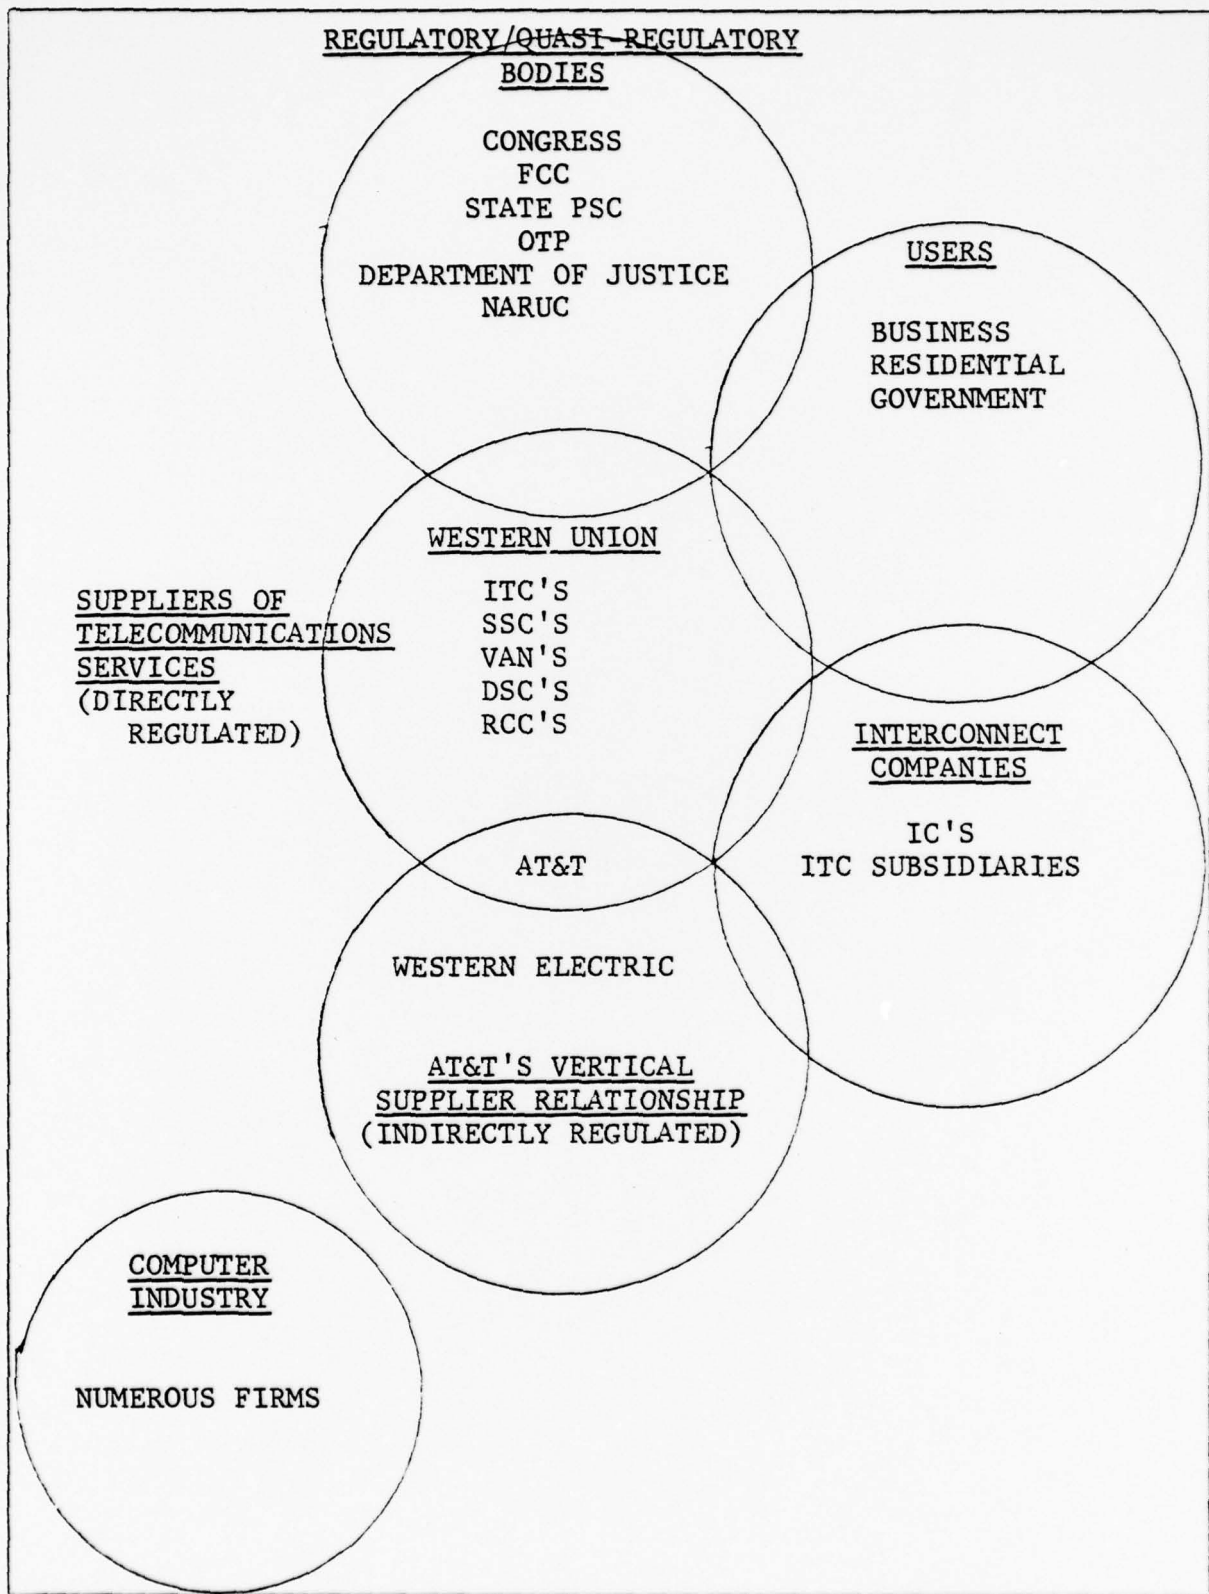 REGULATORY/QUASI-REGULATORY
BODIES
CONGRESS
FCC
STATE PSC
OTP
DEPARTMENT OF JUSTICE
NARUC
USERS
BUSINESS
RESIDENTIAL
GOVERNMENT
WESTERN UNION
ITC'S
SSC'S
VAN'S
DSC'S
RCC'S
SUPPLIERS OF
TELECOMMUNICATIONS
SERVICES
(DIRECTLY
REGULATED)
INTERCONNECT
COMPANIES
IC'S
ITC SUBSIDIARIES
AT&T
WESTERN ELECTRIC
AT&T'S VERTICAL
SUPPLIER RELATIONSHIP
(INDIRECTLY REGULATED)
COMPUTER
INDUSTRY
NUMEROUS FIRMS